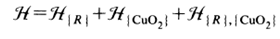 ℋ = ℋ_{|R|} + ℋ_{|CuO₂|} + ℋ_{|R|,|CuO₂|}